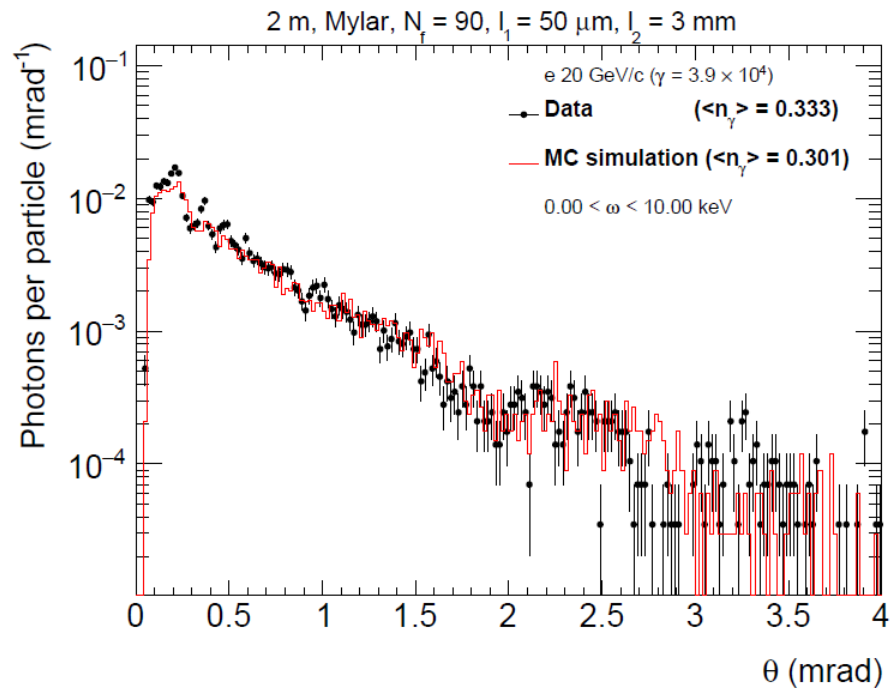 2 m, Mylar, N_f = 90, l_1 = 50 μm, l_2 = 3 mm
e 20 GeV/c (γ = 3.9 × 10^4)
Data (<n_γ> = 0.333)
MC simulation (<n_γ> = 0.301)
0.00 < ω < 10.00 keV
Photons per particle (mrad^-1)
10^-1
10^-2
10^-3
10^-4
0 0.5 1 1.5 2 2.5 3 3.5 4
θ (mrad)